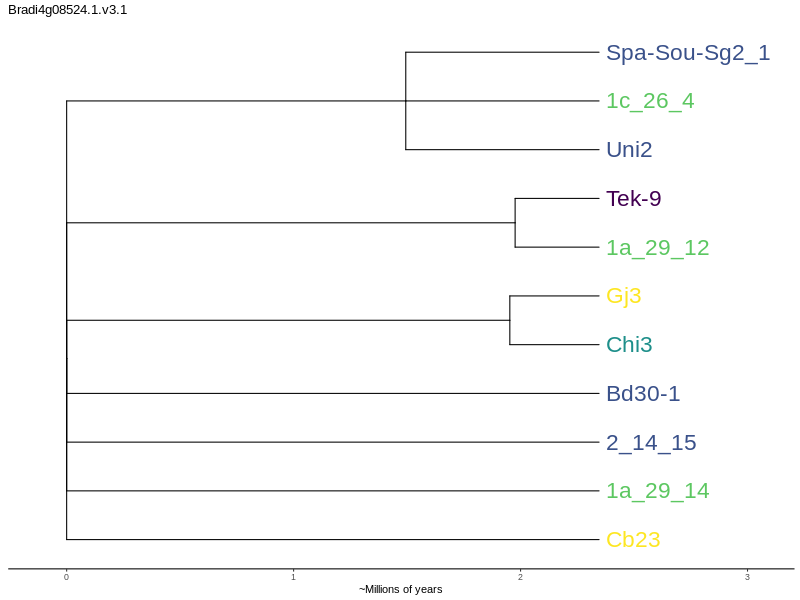 Bradi4g08524.1.v3.1
Spa-Sou-Sg2_1
1c_26_4
Uni2
Tek-9
1a_29_12
Gj3
Chi3
Bd30-1
2_14_15
1a_29_14
Cb23
0 1 2 3
~Millions of years